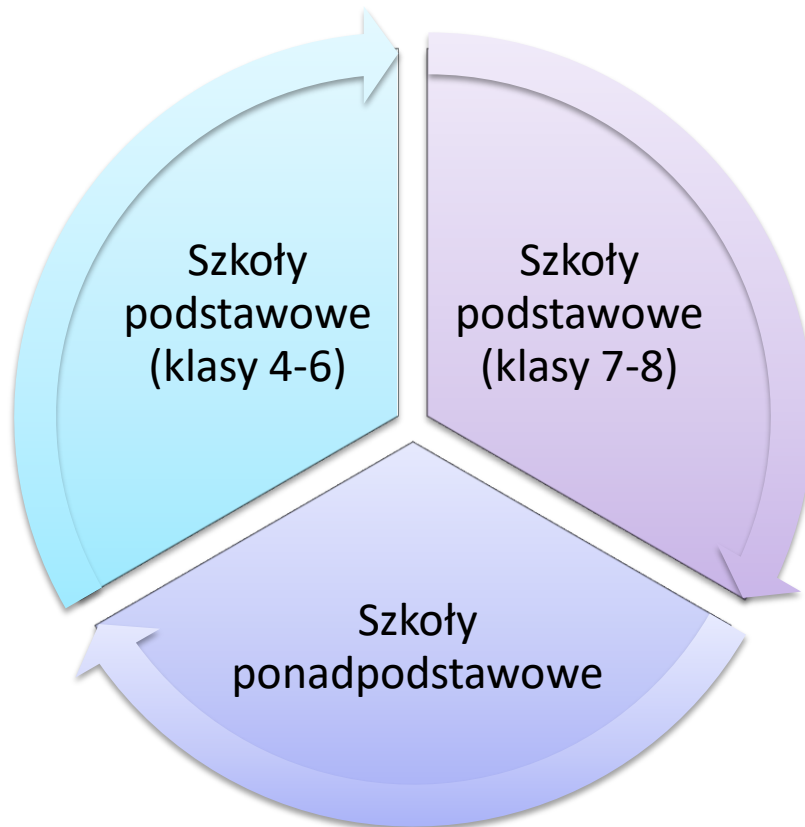 Szkoły
podstawowe
(klasy 4-6)
Szkoły
podstawowe
(klasy 7-8)
Szkoły
ponadpodstawowe